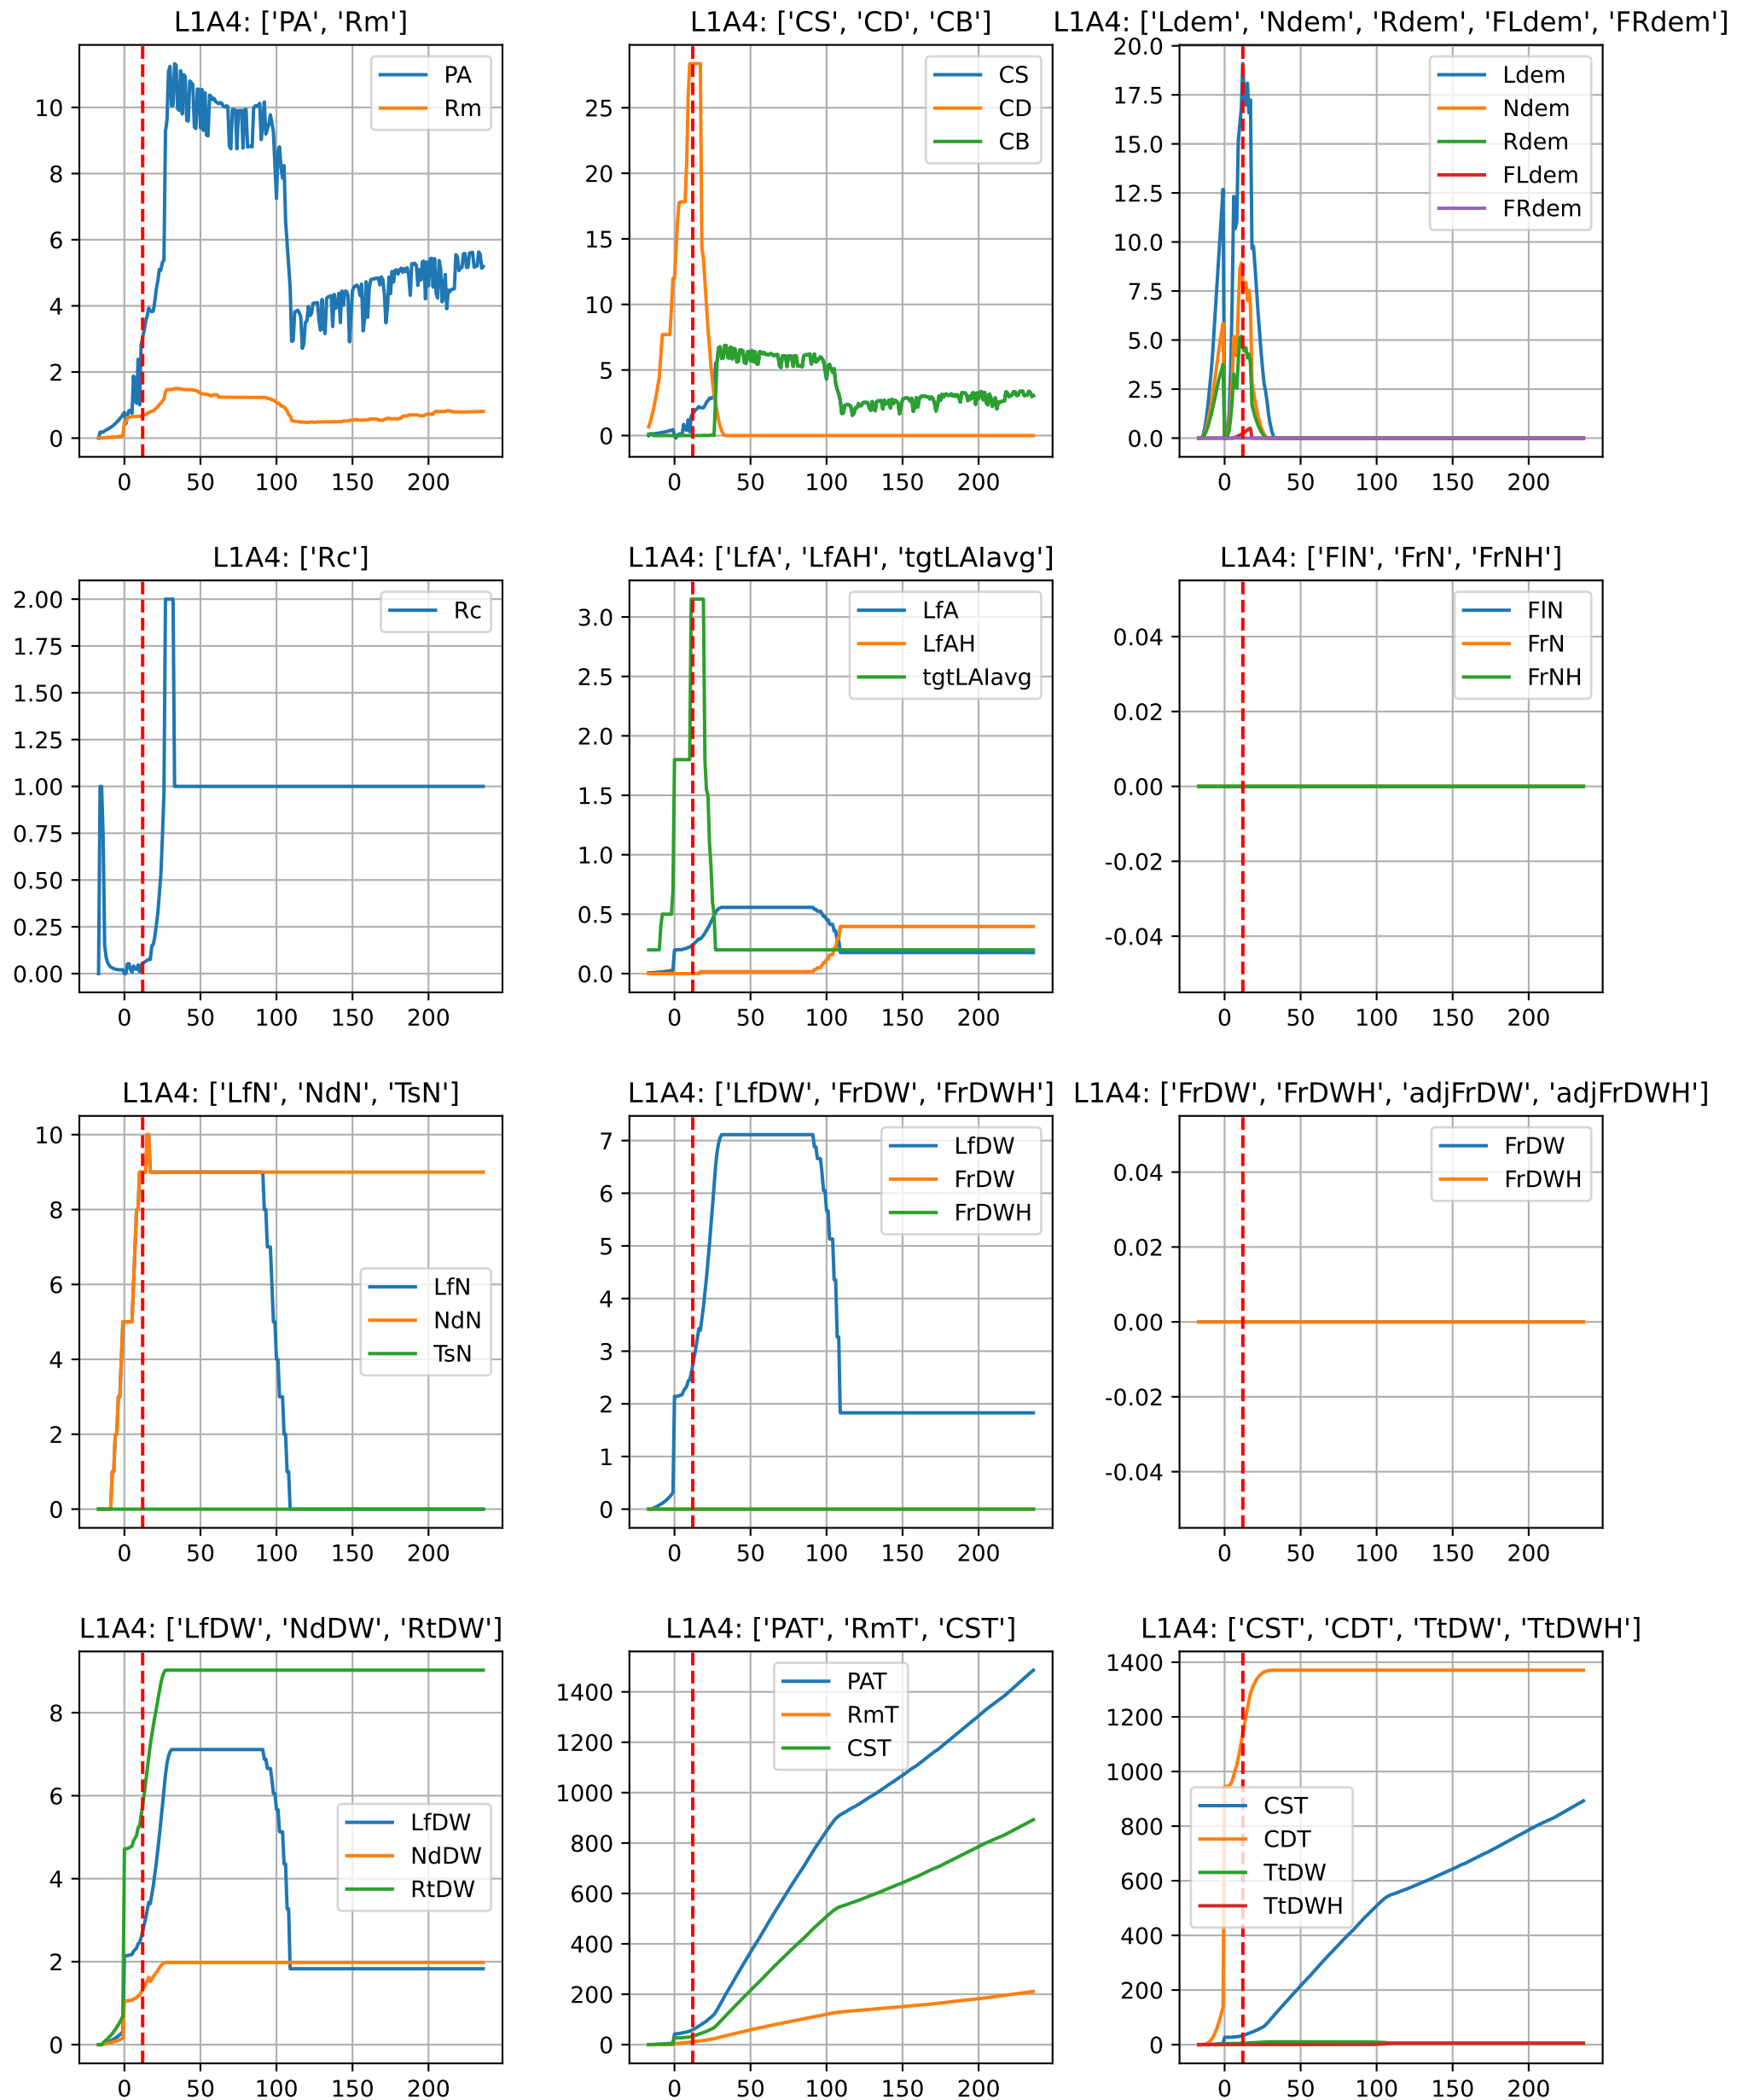 L1A4: ['PA', 'Rm']
PA
Rm
10
8
6
4
2
0
0 50 100 150 200
L1A4: ['CS', 'CD', 'CB']
CS
CD
CB
25
20
15
10
5
0
0 50 100 150 200
L1A4: ['Ldem', 'Ndem', 'Rdem', 'FLdem', 'FRdem']
Ldem
Ndem
Rdem
FLdem
FRdem
20.0
17.5
15.0
12.5
10.0
7.5
5.0
2.5
0.0
0 50 100 150 200
L1A4: ['Rc']
Rc
2.00
1.75
1.50
1.25
1.00
0.75
0.50
0.25
0.00
0 50 100 150 200
L1A4: ['LfA', 'LfAH', 'tgtLAIavg']
LfA
LfAH
tgtLAIavg
3.0
2.5
2.0
1.5
1.0
0.5
0.0
0 50 100 150 200
L1A4: ['FlN', 'FrN', 'FrNH']
FlN
FrN
FrNH
0.04
0.02
0.00
-0.02
-0.04
0 50 100 150 200
L1A4: ['LfN', 'NdN', 'TsN']
LfN
NdN
TsN
10
8
6
4
2
0
0 50 100 150 200
L1A4: ['LfDW', 'FrDW', 'FrDWH']
LfDW
FrDW
FrDWH
7
6
5
4
3
2
1
0
0 50 100 150 200
L1A4: ['FrDW', 'FrDWH', 'adjFrDW', 'adjFrDWH']
FrDW
FrDWH
0.04
0.02
0.00
-0.02
-0.04
0 50 100 150 200
L1A4: ['LfDW', 'NdDW', 'RtDW']
LfDW
NdDW
RtDW
8
6
4
2
0
0 50 100 150 200
L1A4: ['PAT', 'RmT', 'CST']
PAT
RmT
CST
1400
1200
1000
800
600
400
200
0
0 50 100 150 200
L1A4: ['CST', 'CDT', 'TtDW', 'TtDWH']
CST
CDT
TtDW
TtDWH
1400
1200
1000
800
600
400
200
0
0 50 100 150 200